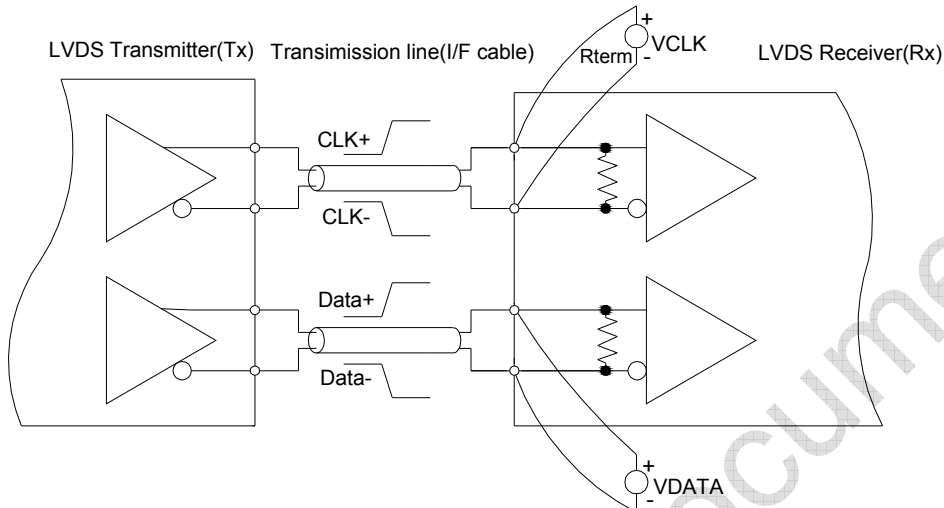 LVDS Transmitter(Tx)
Transimission line(I/F cable)
+
VCLK
Rterm
-
LVDS Receiver(Rx)
CLK+
CLK-
Data+
Data-
+
VDATA
-